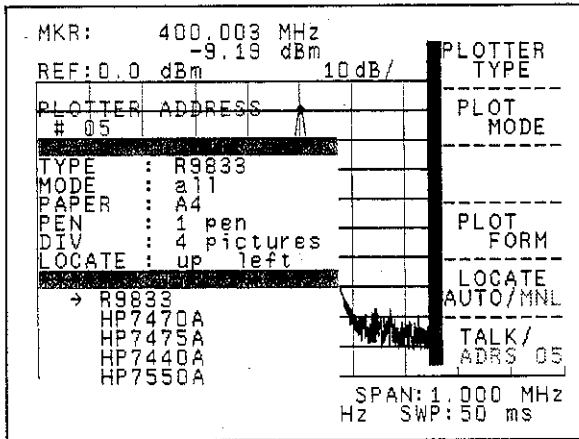 MKR: 400.003 MHz
-9.19 dBm
REF:0.0 dBm 10dB/
PLOTTER ADDRESS
# 05
TYPE : R9833
MODE : all
PAPER : A4
PEN : 1 pen
DIV : 4 pictures
LOCATE : up left
→ R9833
HP7470A
HP7475A
HP7440A
HP7550A
SPAN:1.000 MHz
Hz SWP:50 ms
PLOTTER
TYPE
PLOT
MODE
PLOT
FORM
LOCATE
AUTO/MNL
TALK/
ADRS 05